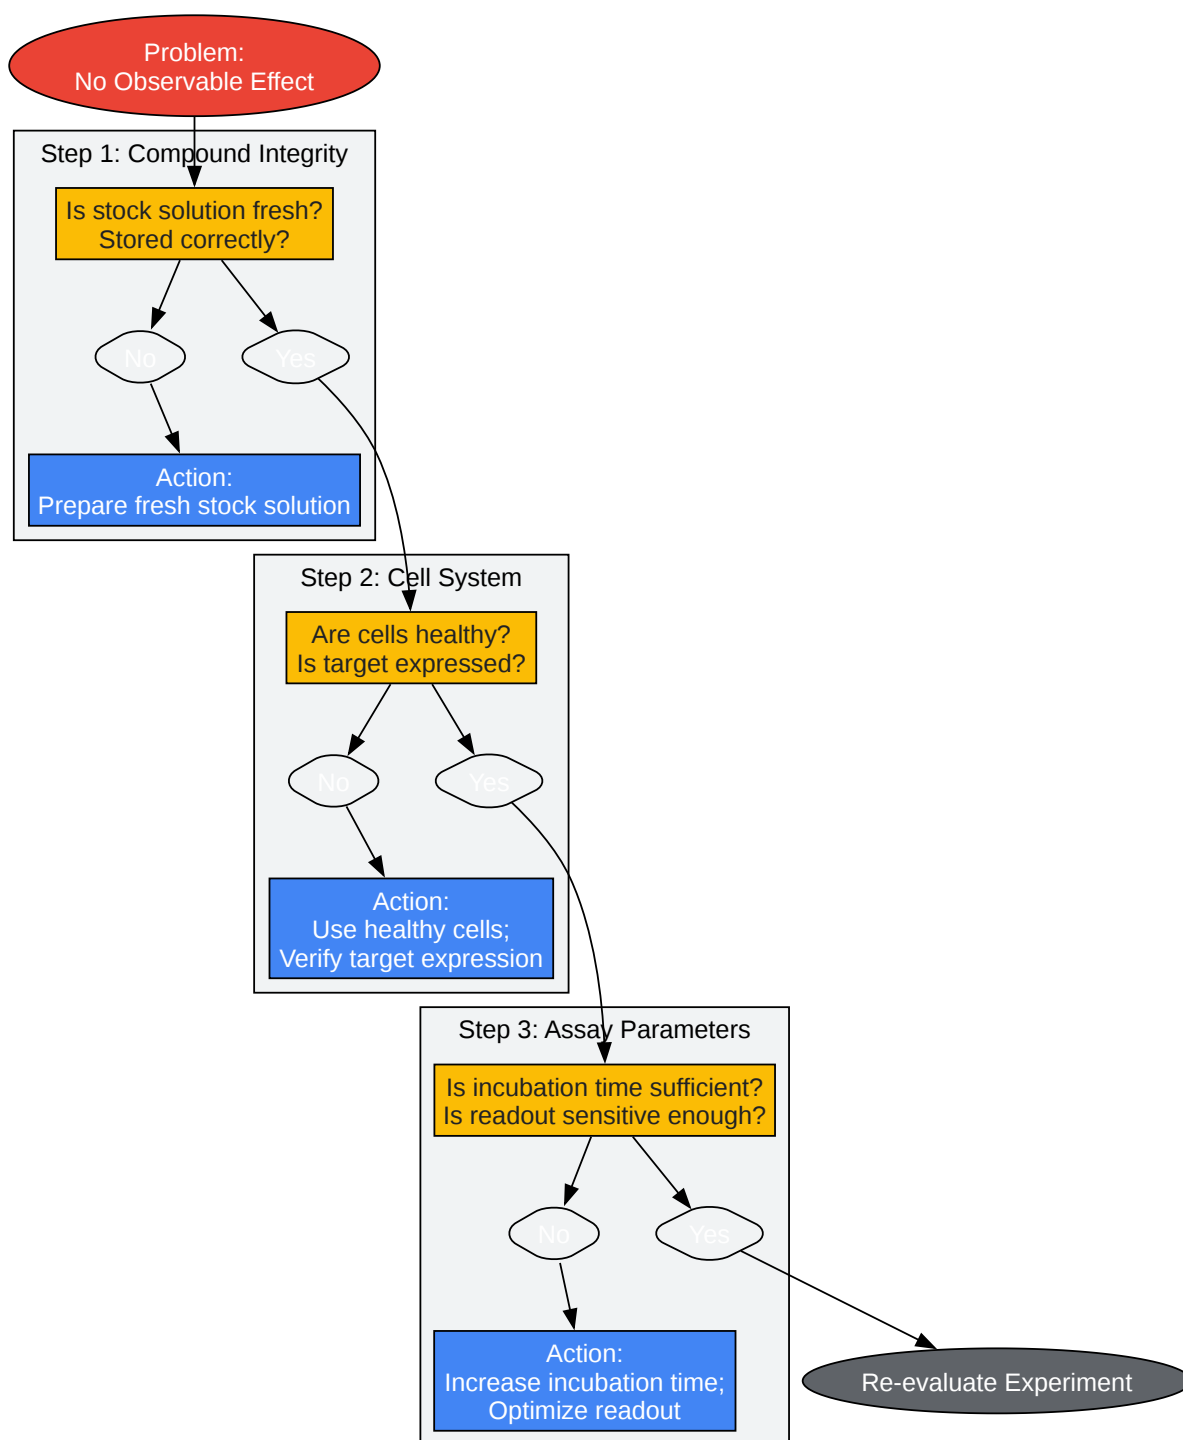 Problem:
No Observable Effect
Step 1: Compound Integrity
Is stock solution fresh?
Stored correctly?
No
Yes
Action:
Prepare fresh stock solution
Step 2: Cell System
Are cells healthy?
Is target expressed?
No
Yes
Action:
Use healthy cells;
Verify target expression
Step 3: Assay Parameters
Is incubation time sufficient?
Is readout sensitive enough?
No
Yes
Action:
Increase incubation time;
Optimize readout
Re-evaluate Experiment